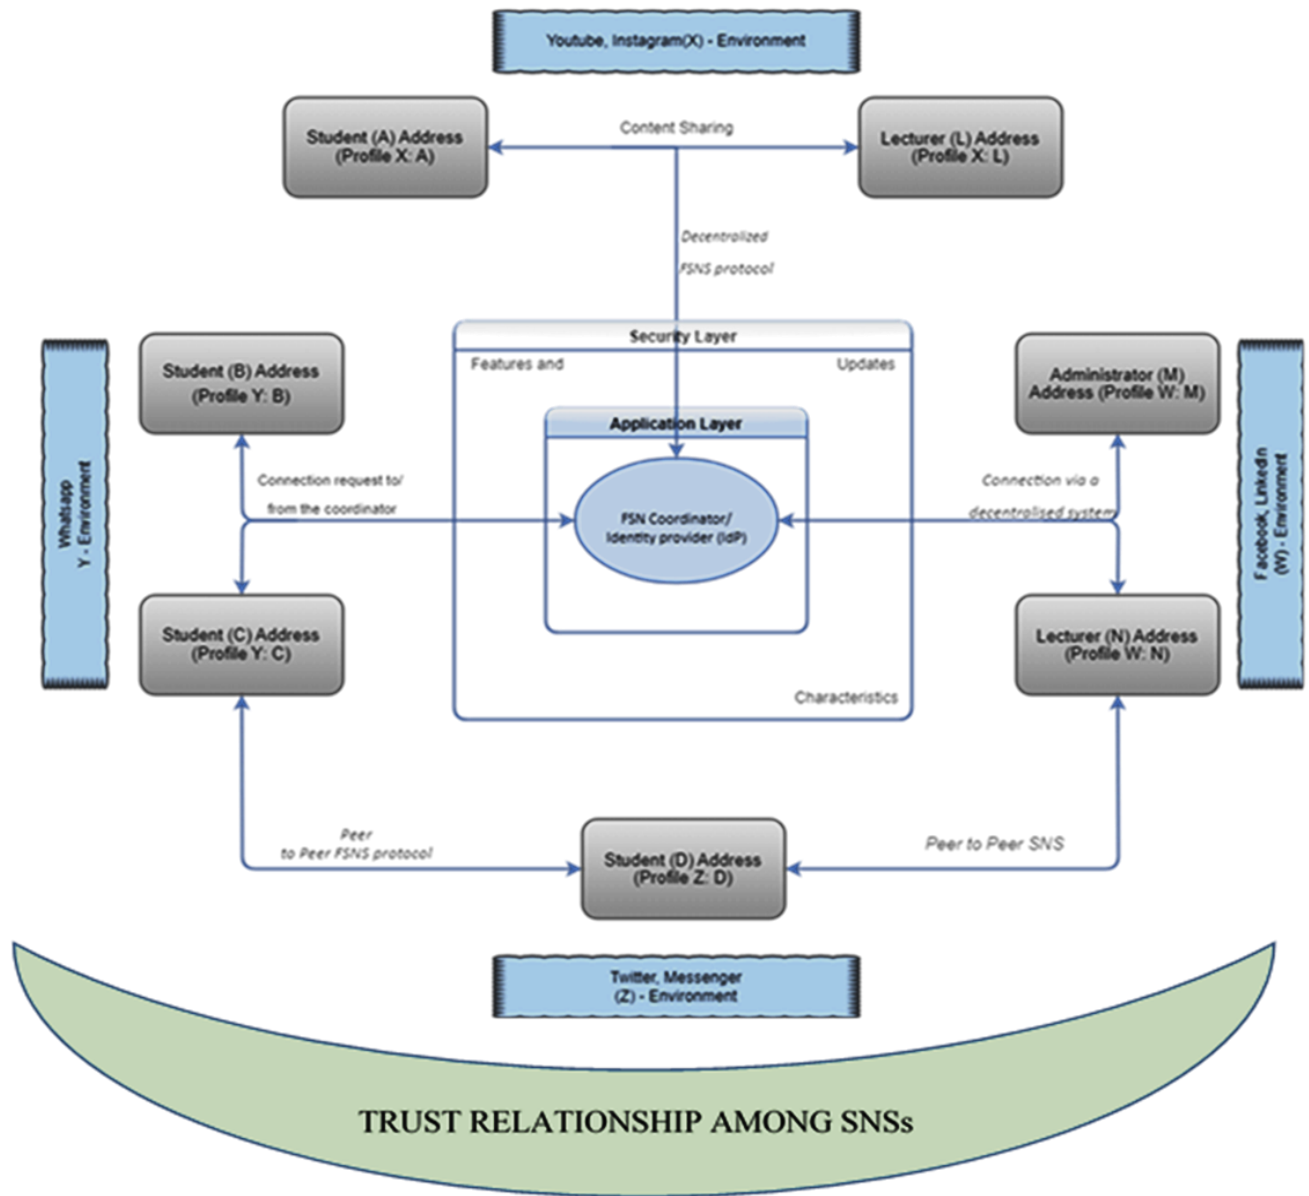 Youtube, Instagram(X) - Environment
Student (A) Address
(Profile X: A)
Content Sharing
Lecturer (L) Address
(Profile X: L)
Decentralized
FSNS protocol
Security Layer
Features and
Updates
Application Layer
FSN Coordinator/
Identity provider (IdP)
Characteristics
Whatsapp
Y - Environment
Student (B) Address
(Profile Y: B)
Connection request to/
from the coordinator
Student (C) Address
(Profile Y: C)
Administrator (M)
Address (Profile W: M)
Connection via a
decentralised system
Lecturer (N) Address
(Profile W: N)
Facebook, LinkedIn
(W) - Environment
Peer
to Peer FSNS protocol
Student (D) Address
(Profile Z: D)
Peer to Peer SNS
Twitter, Messenger
(Z) - Environment
TRUST RELATIONSHIP AMONG SNSs